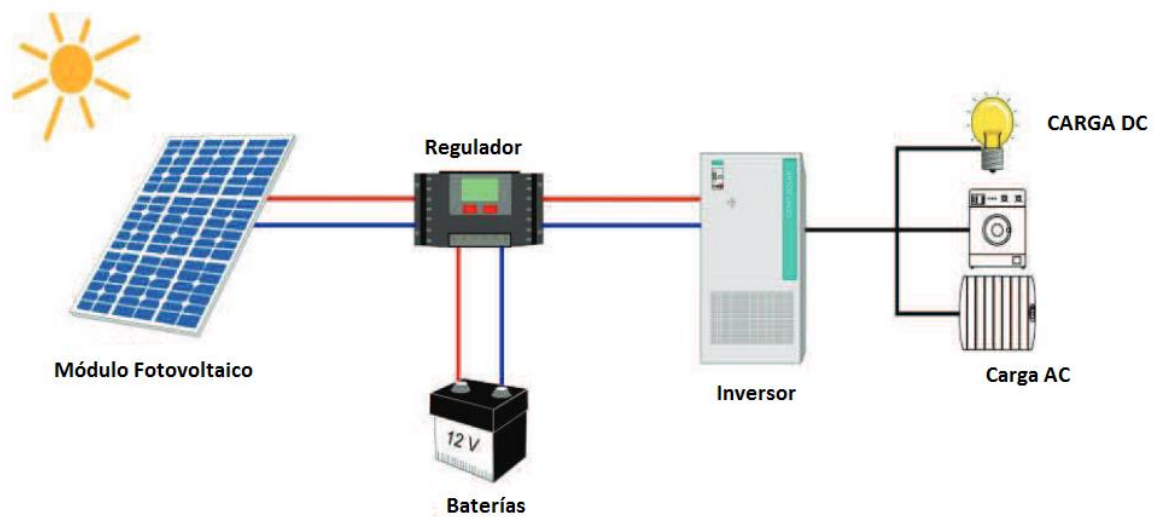 CARGA DC
Regulador
Módulo Fotovoltaico
Carga AC
Inversor
12 V
Baterías